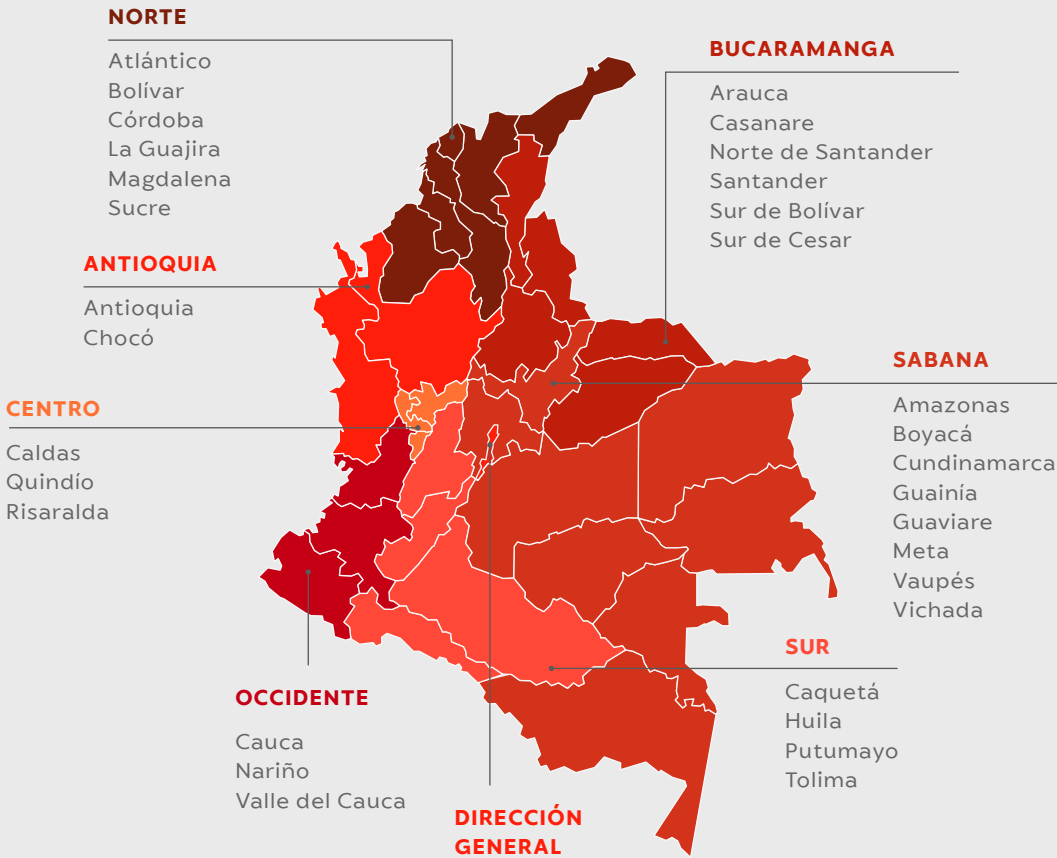 NORTE
Atlántico
Bolívar
Córdoba
La Guajira
Magdalena
Sucre
BUCARAMANGA
Arauca
Casanare
Norte de Santander
Santander
Sur de Bolívar
Sur de Cesar
ANTIOQUIA
Antioquia
Chocó
SABANA
Amazonas
Boyacá
Cundinamarca
Guainía
Guaviare
Meta
Vaupés
Vichada
CENTRO
Caldas
Quindío
Risaralda
SUR
Caquetá
Huila
Putumayo
Tolima
OCCIDENTE
Cauca
Nariño
Valle del Cauca
DIRECCIÓN
GENERAL